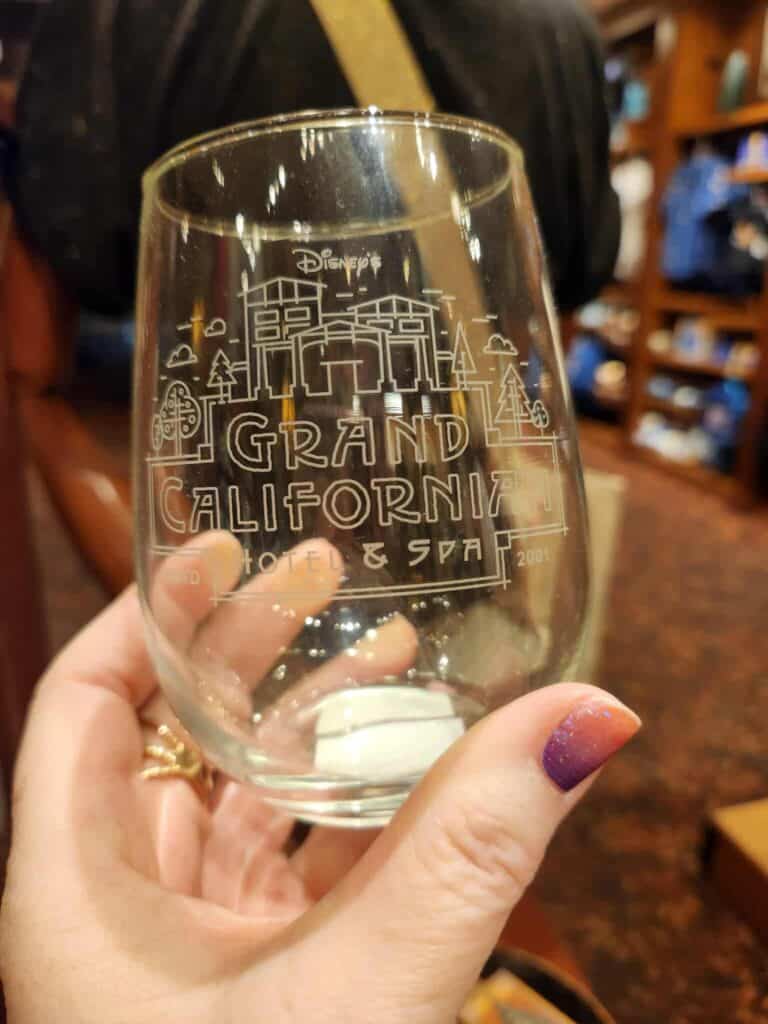 Disney's
GRAND
CALIFORNIAN
HOTEL & SPA
2001